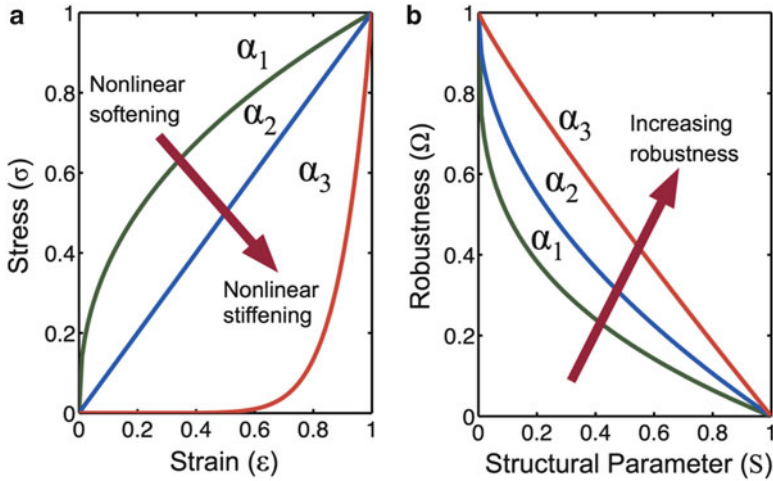 a
1
0.8
0.6
0.4
0.2
0
0
0.2
0.4
0.6
0.8
1
Stress (σ)
Strain (ε)
Nonlinear
softening
α1
α2
α3
Nonlinear
stiffening
b
1
0.8
0.6
0.4
0.2
0
0
0.2
0.4
0.6
0.8
1
Robustness (Ω)
Structural Parameter (S)
α3
α2
α1
Increasing
robustness